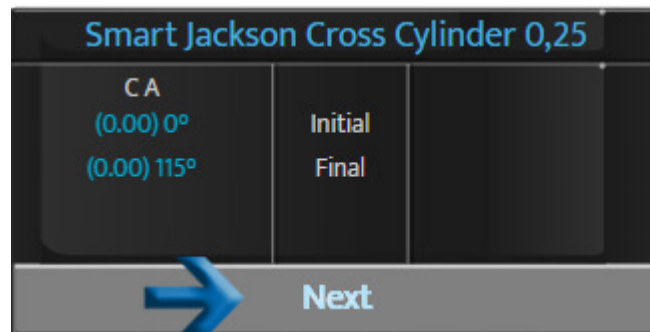 Smart Jackson Cross Cylinder 0,25
C A
(0.00) 0º Initial
(0.00) 115º Final
Next